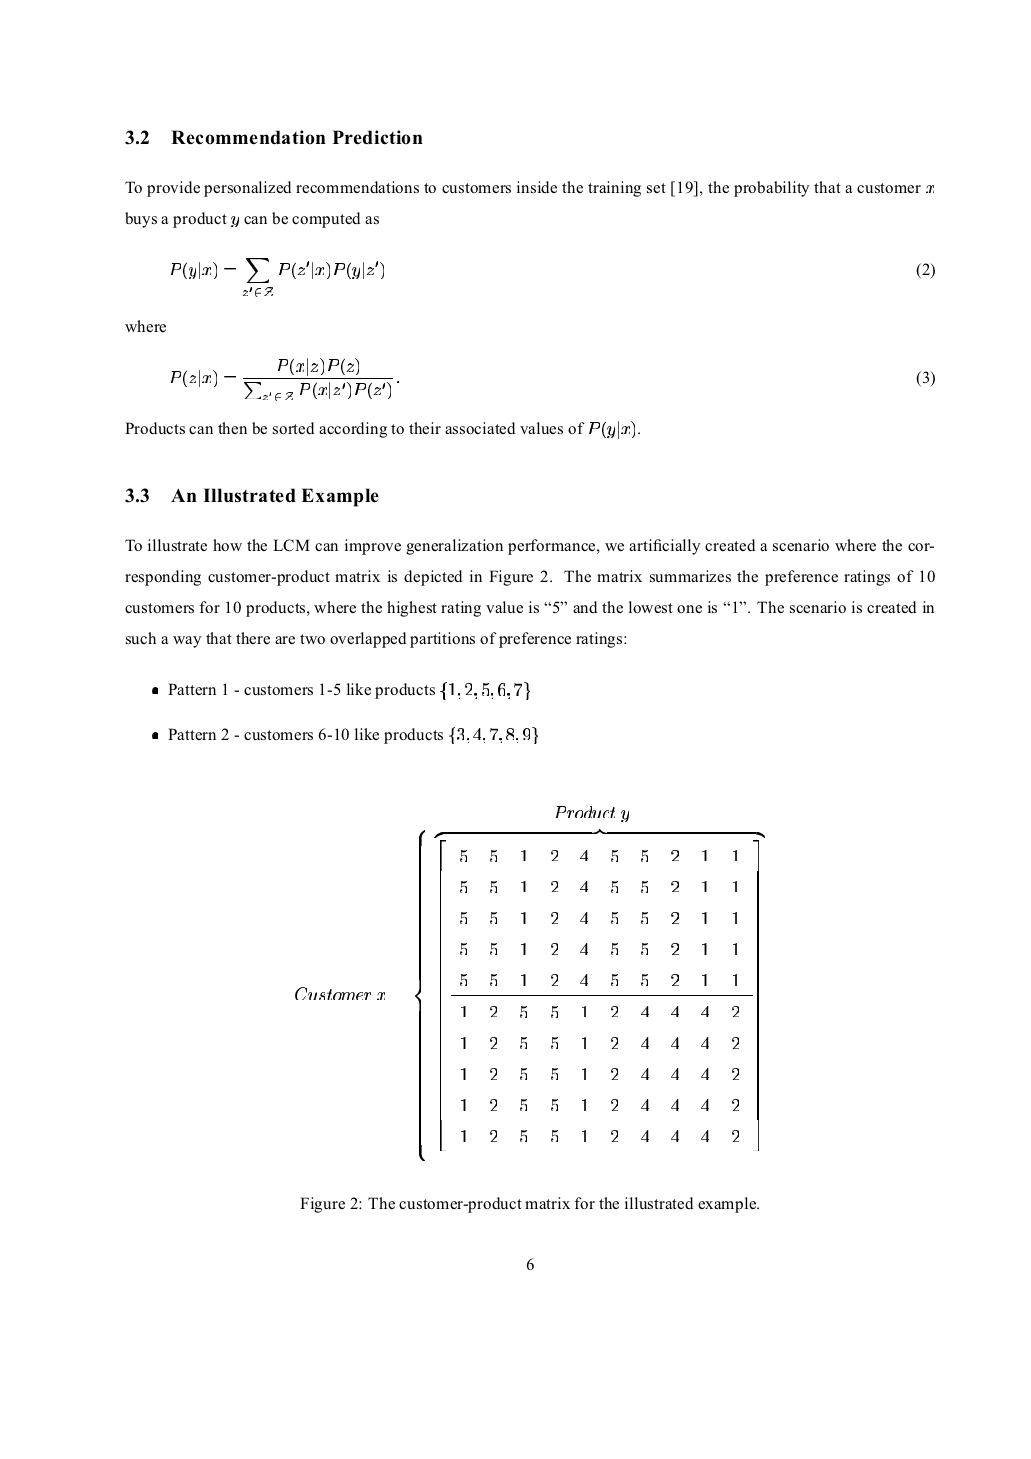 3.2 Recommendation Prediction
To provide personalized recommendations to customers inside the training set [19], the probability that a customer x
buys a product y can be computed as
P(y|x) = ∑_{z′∈Z} P(z′|x)P(y|z′) (2)
where
P(z|x) = P(x|z)P(z) / ∑_{z′∈Z} P(x|z′)P(z′) . (3)
Products can then be sorted according to their associated values of P(y|x).
3.3 An Illustrated Example
To illustrate how the LCM can improve generalization performance, we artificially created a scenario where the cor-
responding customer-product matrix is depicted in Figure 2. The matrix summarizes the preference ratings of 10
customers for 10 products, where the highest rating value is “5” and the lowest one is “1”. The scenario is created in
such a way that there are two overlapped partitions of preference ratings:
• Pattern 1 - customers 1-5 like products {1, 2, 5, 6, 7}
• Pattern 2 - customers 6-10 like products {3, 4, 7, 8, 9}
Product y
5 5 1 2 4 5 5 2 1 1
5 5 1 2 4 5 5 2 1 1
5 5 1 2 4 5 5 2 1 1
5 5 1 2 4 5 5 2 1 1
5 5 1 2 4 5 5 2 1 1
Customer x
1 2 5 5 1 2 4 4 4 2
1 2 5 5 1 2 4 4 4 2
1 2 5 5 1 2 4 4 4 2
1 2 5 5 1 2 4 4 4 2
1 2 5 5 1 2 4 4 4 2
Figure 2: The customer-product matrix for the illustrated example.
6